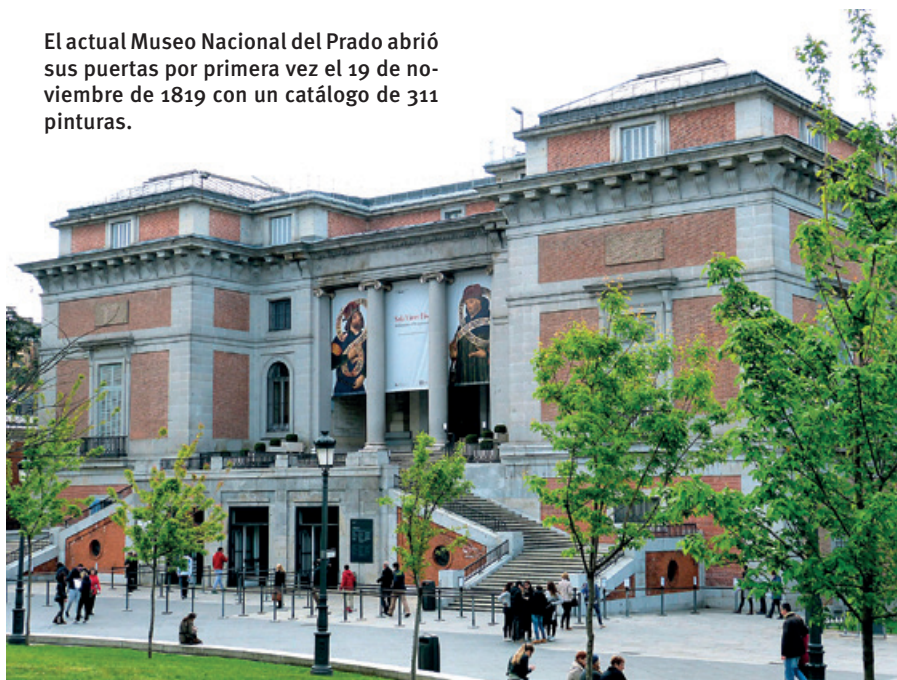 El actual Museo Nacional del Prado abrió
sus puertas por primera vez el 19 de no-
viembre de 1819 con un catálogo de 311
pinturas.